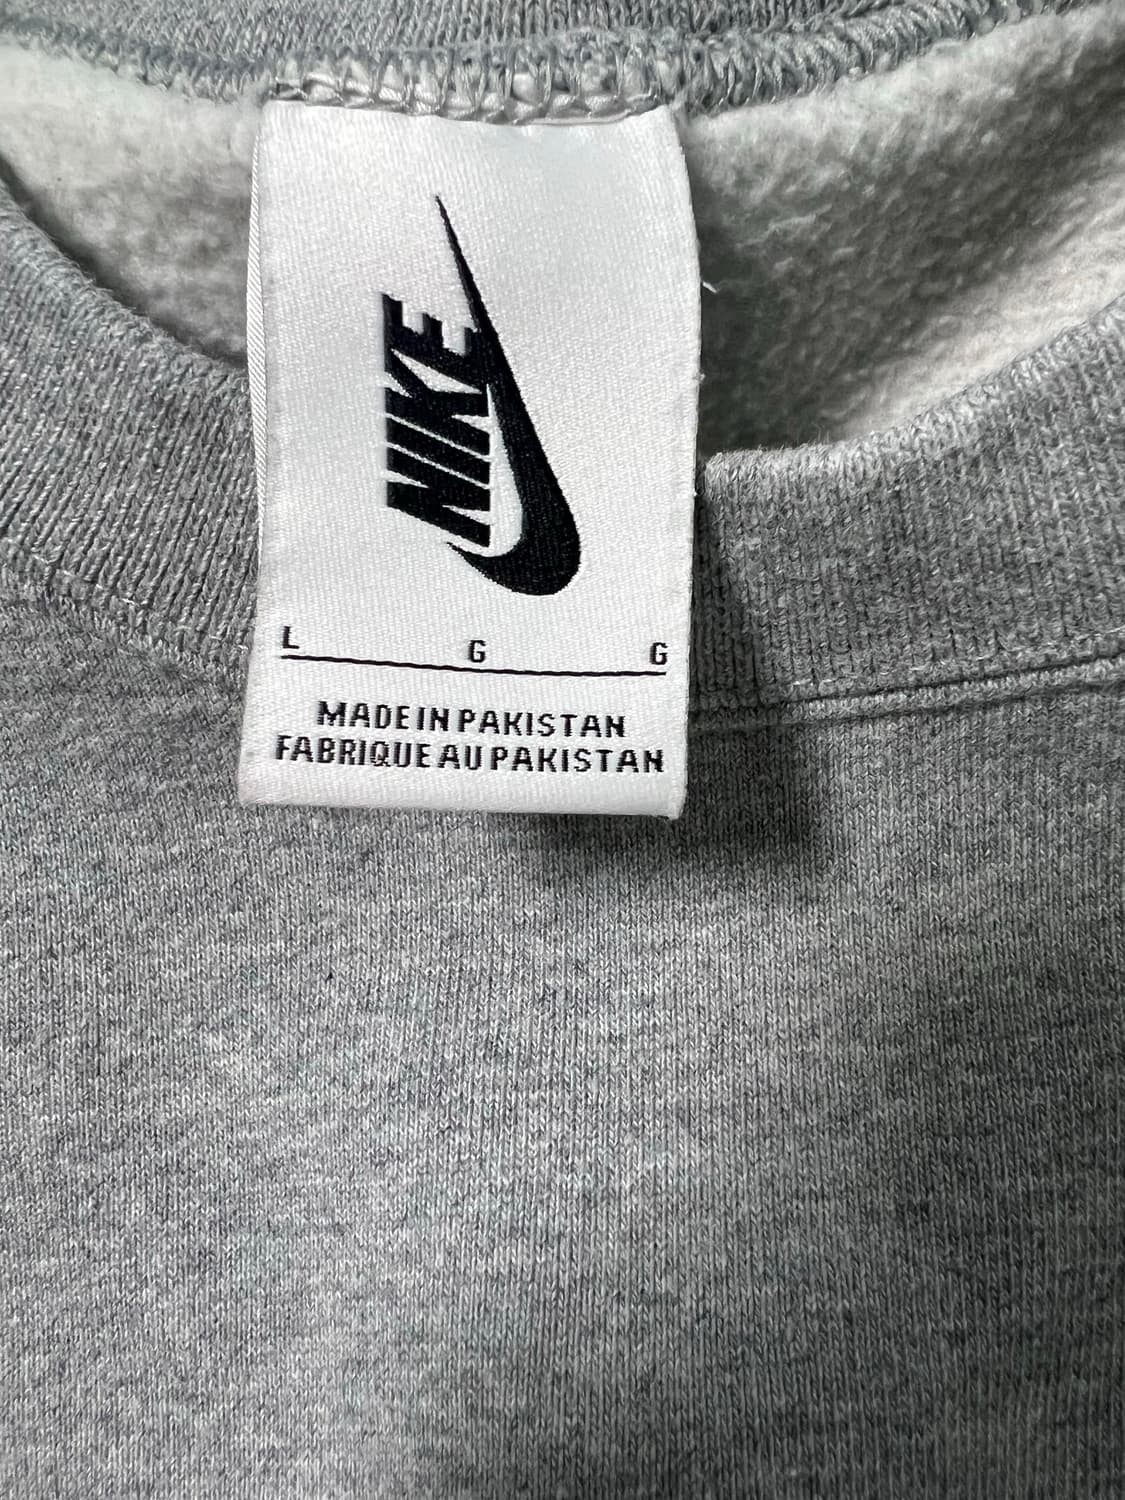 NIKE
L G G
MADE IN PAKISTAN
FABRIQUE AU PAKISTAN